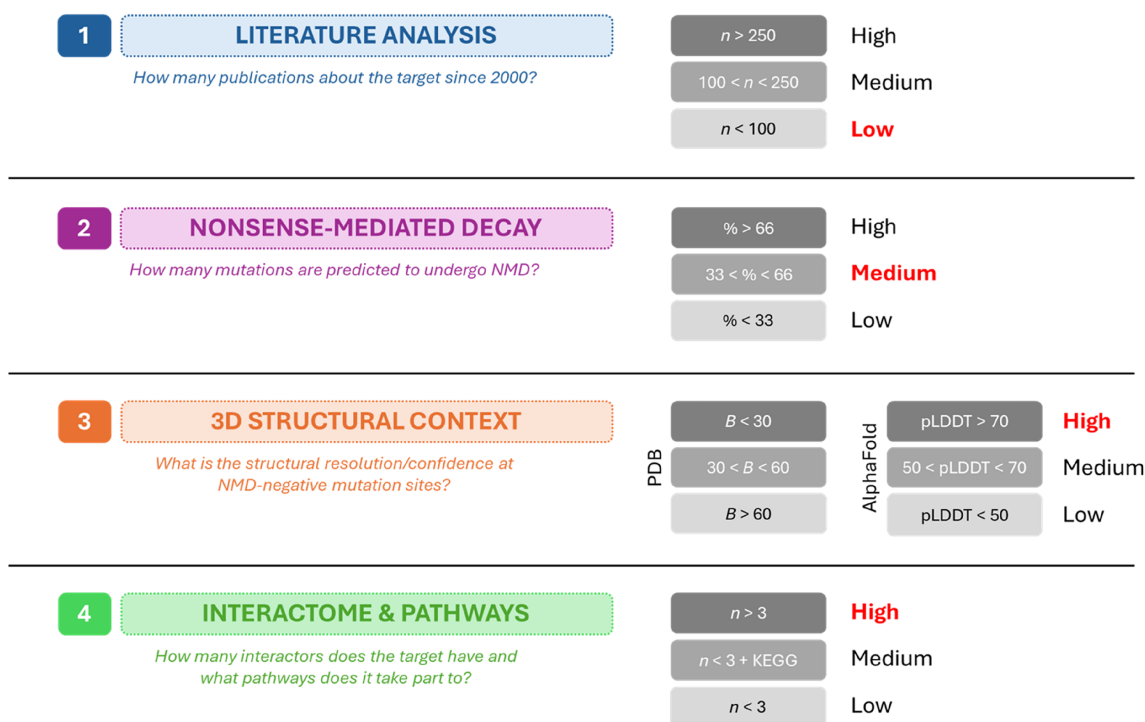 1
LITERATURE ANALYSIS
How many publications about the target since 2000?
n > 250
High
100 < n < 250
Medium
n < 100
Low
2
NONSENSE-MEDIATED DECAY
How many mutations are predicted to undergo NMD?
% > 66
High
33 < % < 66
Medium
% < 33
Low
3
3D STRUCTURAL CONTEXT
What is the structural resolution/confidence at
NMD-negative mutation sites?
PDB
B < 30
30 < B < 60
B > 60
AlphaFold
pLDDT > 70
High
50 < pLDDT < 70
Medium
pLDDT < 50
Low
4
INTERACTOME & PATHWAYS
How many interactors does the target have and
what pathways does it take part to?
n > 3
High
n < 3 + KEGG
Medium
n < 3
Low